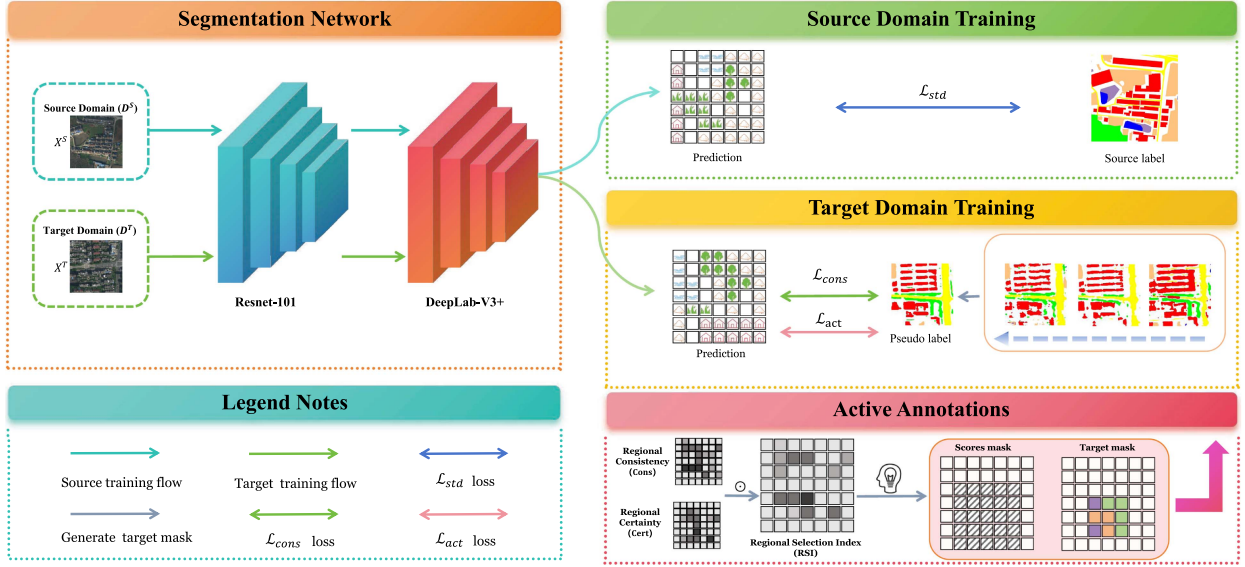 Segmentation Network
Source Domain (D^S)
X^S
Target Domain (D^T)
X^T
Resnet-101
DeepLab-V3+
Source Domain Training
Prediction
ℒ_std
Source label
Target Domain Training
Prediction
ℒ_cons
ℒ_act
Pseudo label
Legend Notes
Source training flow
Target training flow
ℒ_std loss
Generate target mask
ℒ_cons loss
ℒ_act loss
Active Annotations
Regional
Consistency
(Cons)
Regional
Certainty
(Cert)
⊙
Regional Selection Index
(RSI)
Scores mask
Target mask